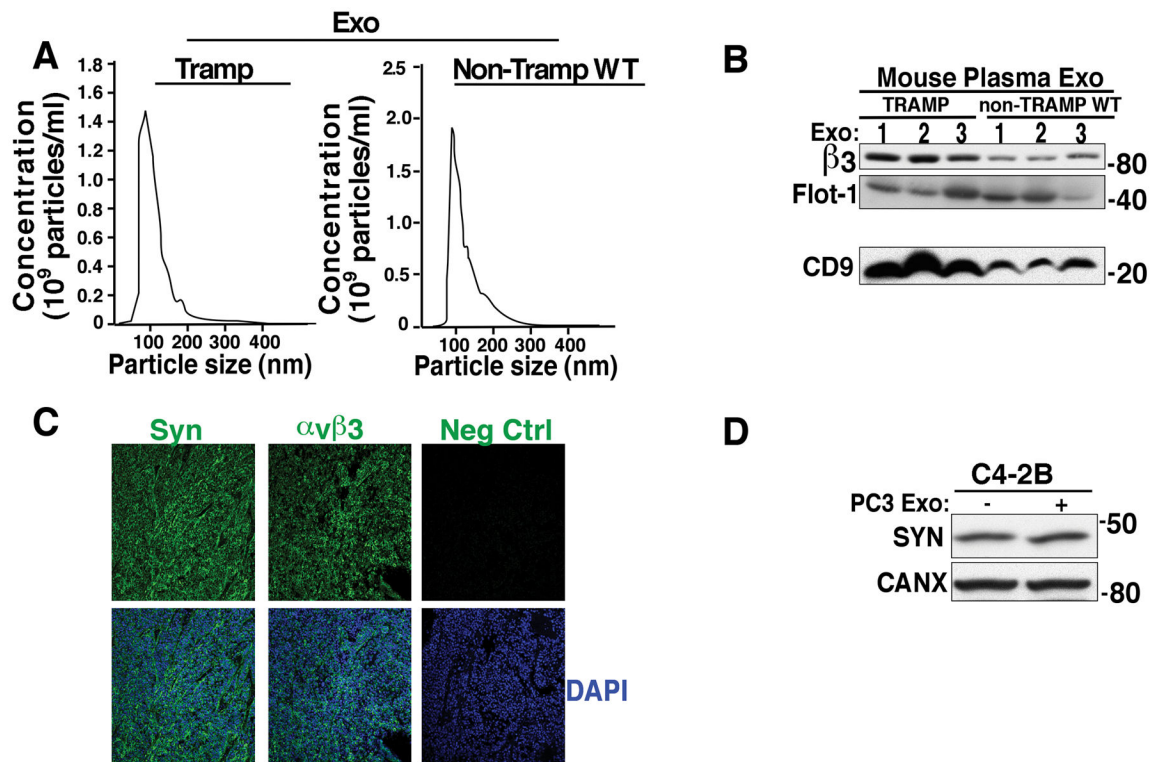 A
Exo
Tramp
Non-Tramp WT
Concentration
(10⁹ particles/ml)
1.8
1.6
1.4
1.2
1.0
0.8
0.6
0.4
0.2
0
100 200 300 400
Particle size (nm)
Concentration
(10⁹ particles/ml)
2.5
2.0
1.5
1.0
0.5
0
100 200 300 400
Particle size (nm)
B
Mouse Plasma Exo
TRAMP non-TRAMP WT
Exo: 1 2 3 1 2 3
β3 -80
Flot-1 -40
CD9 -20
C
Syn αvβ3 Neg Ctrl
DAPI
D
C4-2B
PC3 Exo: - +
-50
SYN
CANX
-80